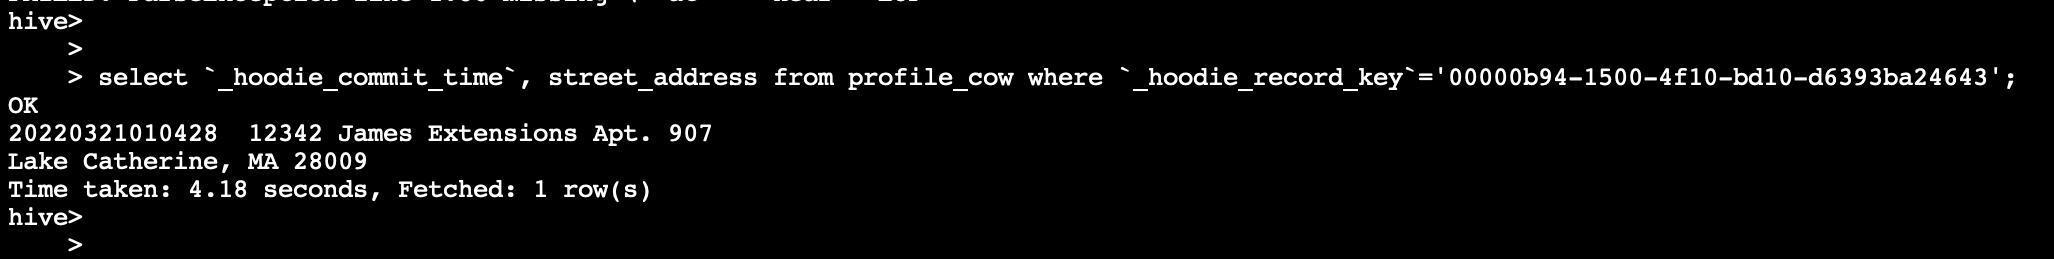 hive>
>
> select `_hoodie_commit_time`, street_address from profile_cow where `_hoodie_record_key`='00000b94-1500-4f10-bd10-d6393ba24643';
OK
20220321010428  12342 James Extensions Apt. 907
Lake Catherine, MA 28009
Time taken: 4.18 seconds, Fetched: 1 row(s)
hive>
>